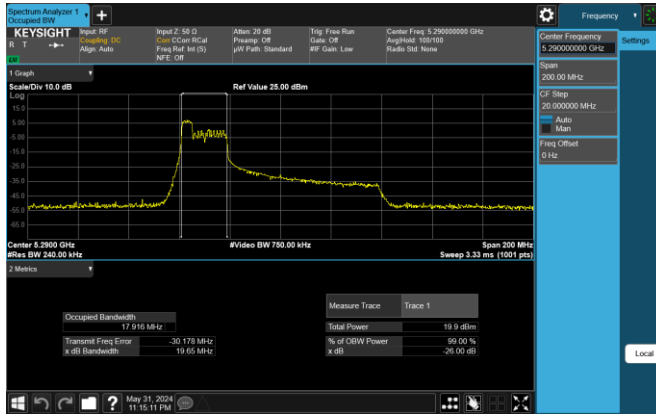 Spectrum Analyzer 1
Occupied BW
+
Frequency
KEYSIGHT
R T
Input: RF
Coupling: DC
Align: Auto
Input Z: 50 Ω
Corr CCorr RCal
Freq Ref: Int (S)
NFE: Off
Atten: 20 dB
Preamp: Off
µW Path: Standard
Trig: Free Run
Gate: Off
#IF Gain: Low
Center Freq: 5.290000000 GHz
Avg|Hold: 100/100
Radio Std: None
Center Frequency
5.290000000 GHz
Settings
Span
200.00 MHz
CF Step
20.000000 MHz
Auto
Man
Freq Offset
0 Hz
Local
1 Graph
Scale/Div 10.0 dB
Ref Value 25.00 dBm
Log
15.0
5.00
-5.00
-15.0
-25.0
-35.0
-45.0
-55.0
-65.0
Center 5.2900 GHz
#Res BW 240.00 kHz
#Video BW 750.00 kHz
Span 200 MHz
Sweep 3.33 ms (1001 pts)
2 Metrics
Measure Trace
Trace 1
Occupied Bandwidth
17.916 MHz
Total Power
19.9 dBm
Transmit Freq Error
-30.178 MHz
% of OBW Power
99.00 %
x dB Bandwidth
19.65 MHz
x dB
-26.00 dB
?
May 31, 2024
11:15:11 PM